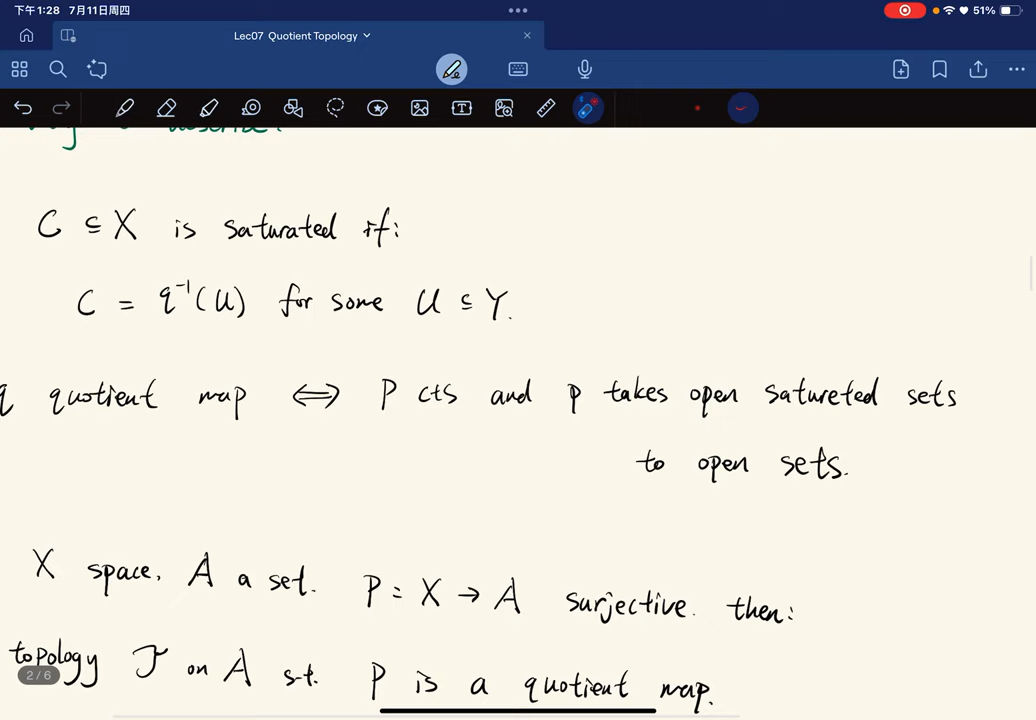 下午1:28 7月11日周四
51%
Lec07 Quotient Topology
C ⊆ X is saturated if:
C = q⁻¹(U) for some U ⊆ Y.
q quotient map ⟺ P cts and p takes open satureted sets
to open sets.
X space, A a set. P: X → A surjective. then:
topology 𝒯 on A s.t. P is a quotient map.
2/6